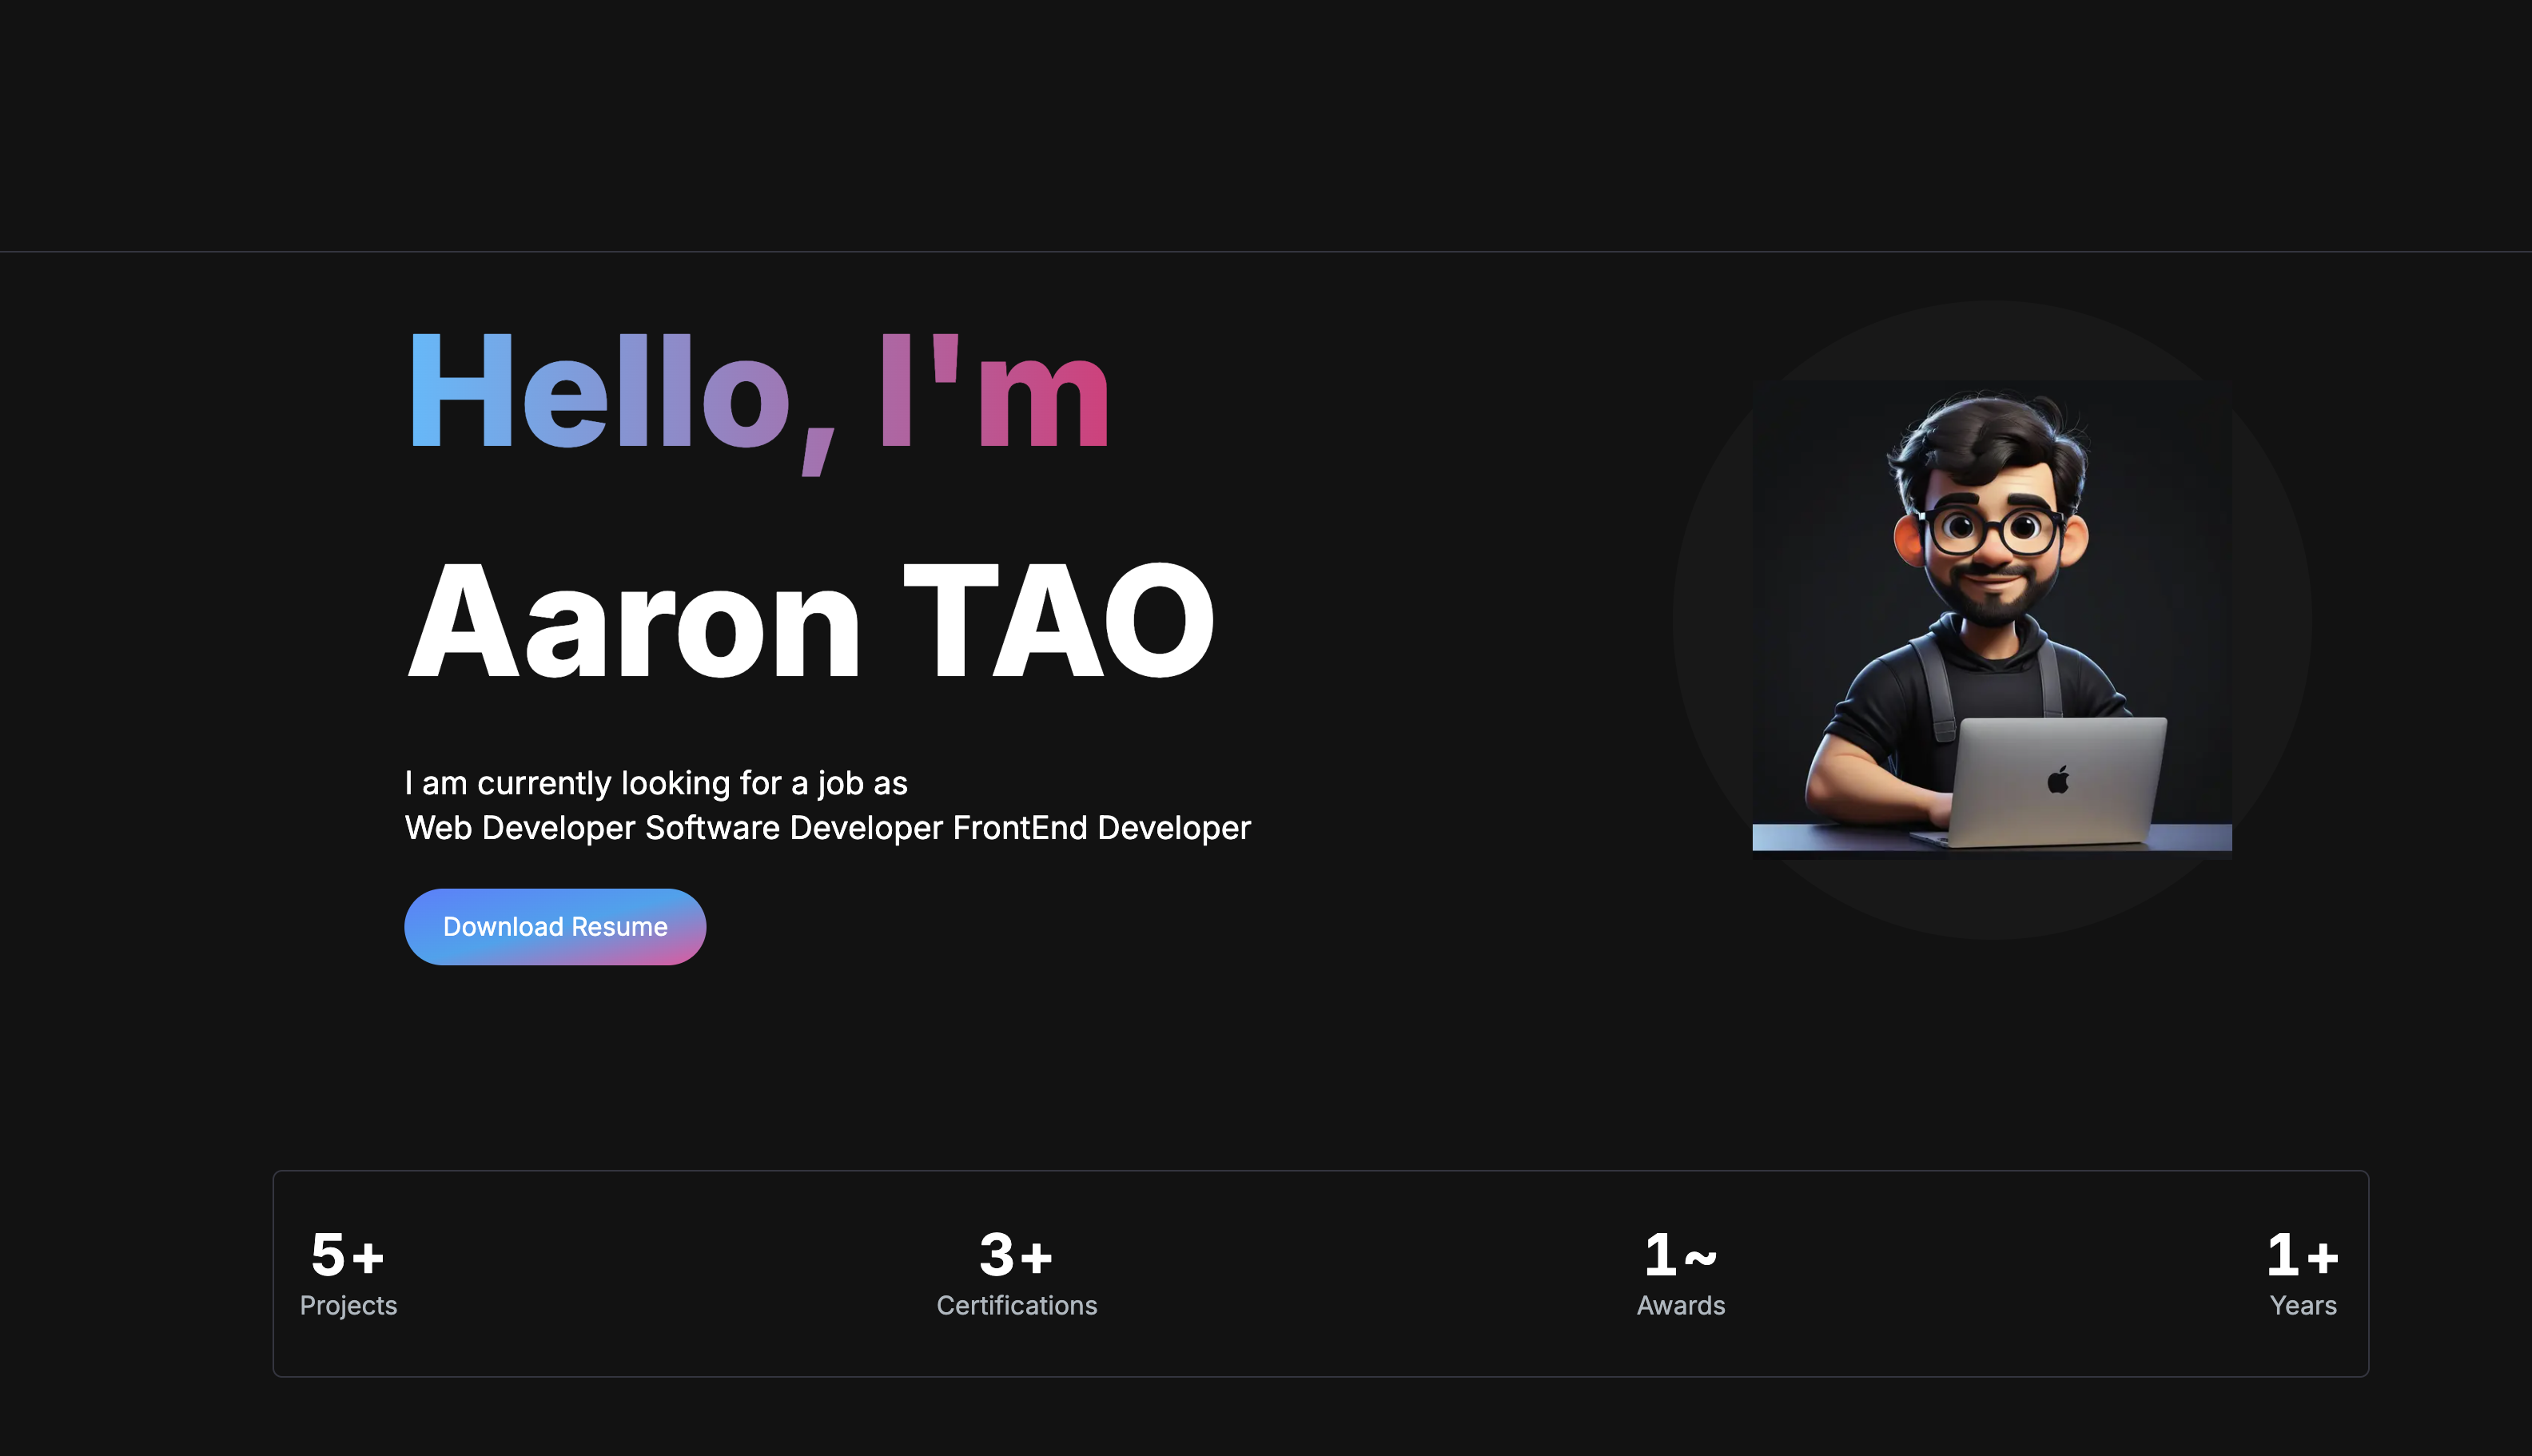 Hello, I'm
Aaron TAO
I am currently looking for a job as
Web Developer Software Developer FrontEnd Developer
Download Resume
5+
Projects
3+
Certifications
1~
Awards
1+
Years